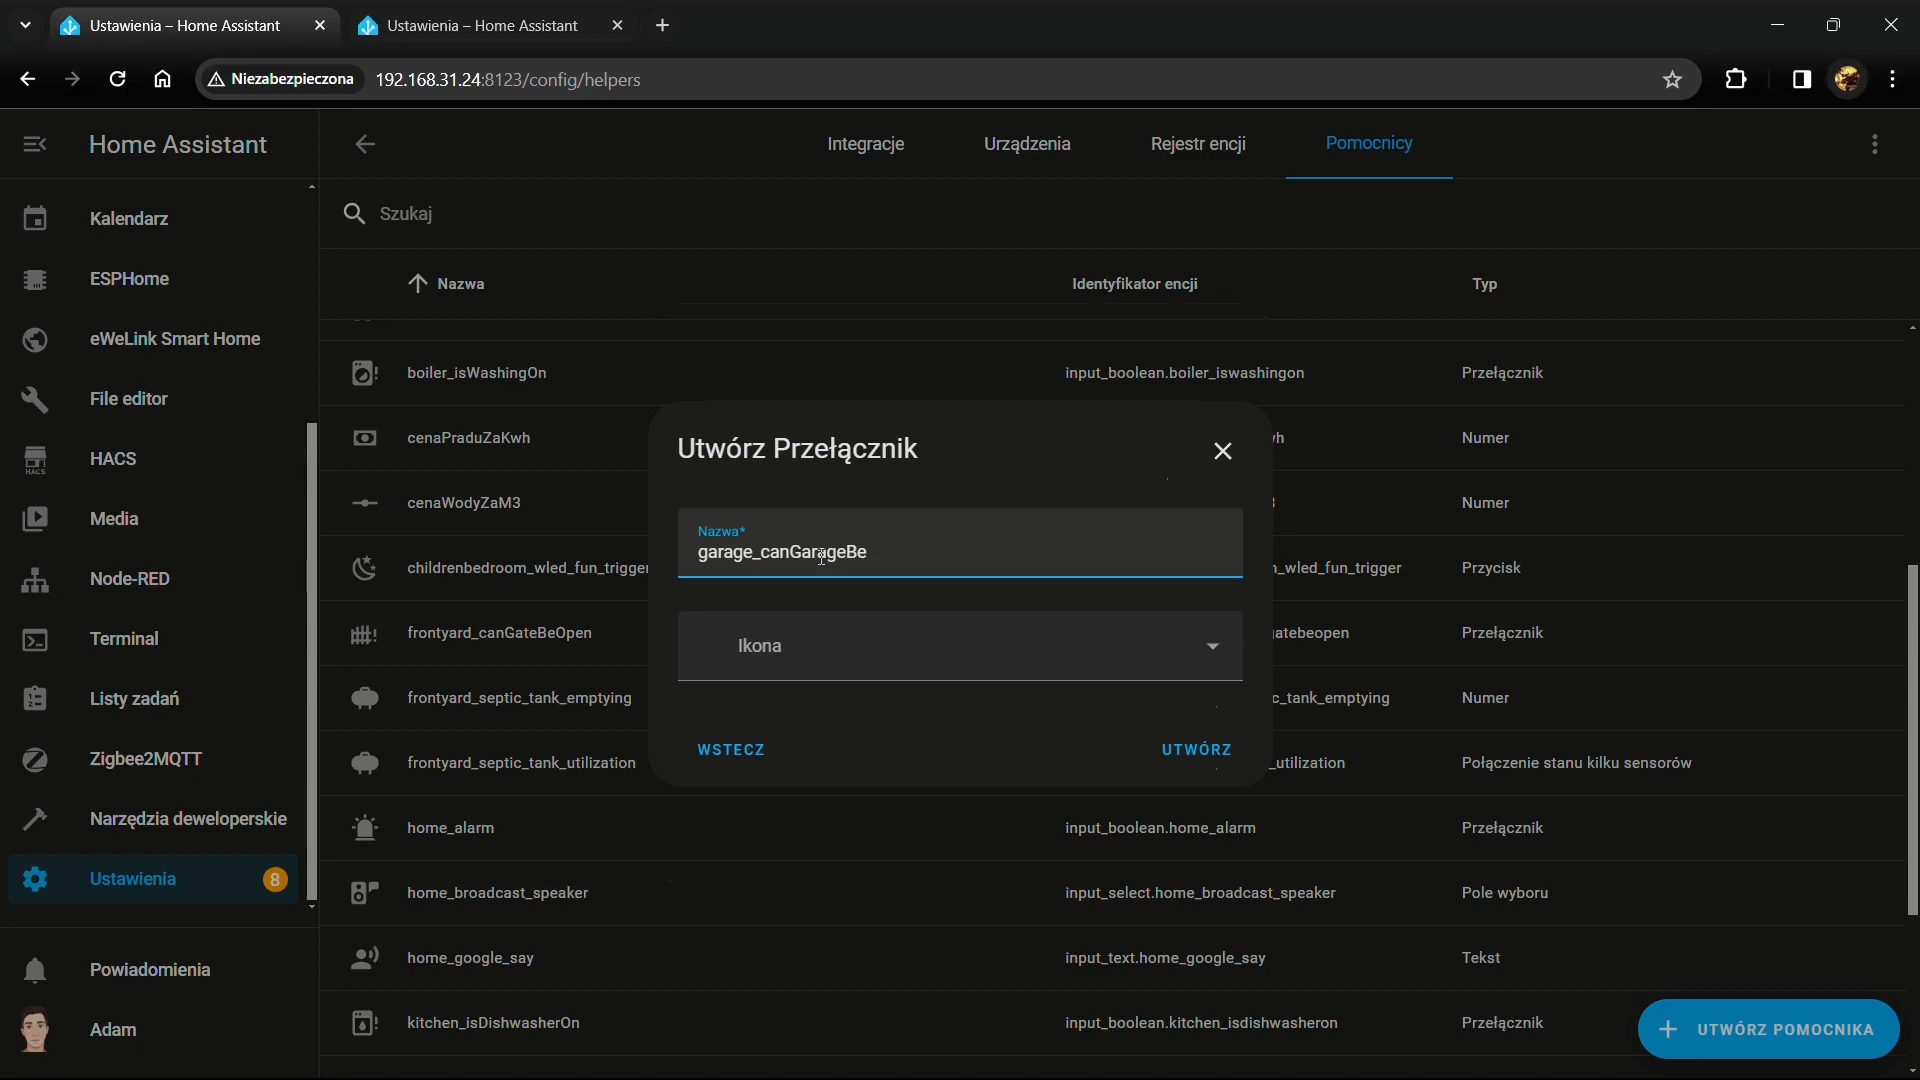 Ustawienia – Home Assistant
Ustawienia – Home Assistant
Niezabezpieczona
192.168.31.24:8123/config/helpers
Home Assistant
Integracje
Urządzenia
Rejestr encji
Pomocnicy
Kalendarz
ESPHome
eWeLink Smart Home
File editor
HACS
HACS
Media
Node-RED
Terminal
Listy zadań
Zigbee2MQTT
Narzędzia deweloperskie
Ustawienia
8
Powiadomienia
Adam
Szukaj
Nazwa
Identyfikator encji
Typ
boiler_isWashingOn
input_boolean.boiler_iswashingon
Przełącznik
cenaPraduZaKwh
Numer
cenaWodyZaM3
Numer
childrenbedroom_wled_fun_trigger
_wled_fun_trigger
Przycisk
frontyard_canGateBeOpen
gatebeopen
Przełącznik
frontyard_septic_tank_emptying
c_tank_emptying
Numer
frontyard_septic_tank_utilization
_utilization
Połączenie stanu kilku sensorów
home_alarm
input_boolean.home_alarm
Przełącznik
home_broadcast_speaker
input_select.home_broadcast_speaker
Pole wyboru
home_google_say
input_text.home_google_say
Tekst
kitchen_isDishwasherOn
input_boolean.kitchen_isdishwasheron
Przełącznik
Utwórz Przełącznik
Nazwa*
garage_canGarageBe
Ikona
WSTECZ
UTWÓRZ
UTWÓRZ POMOCNIKA